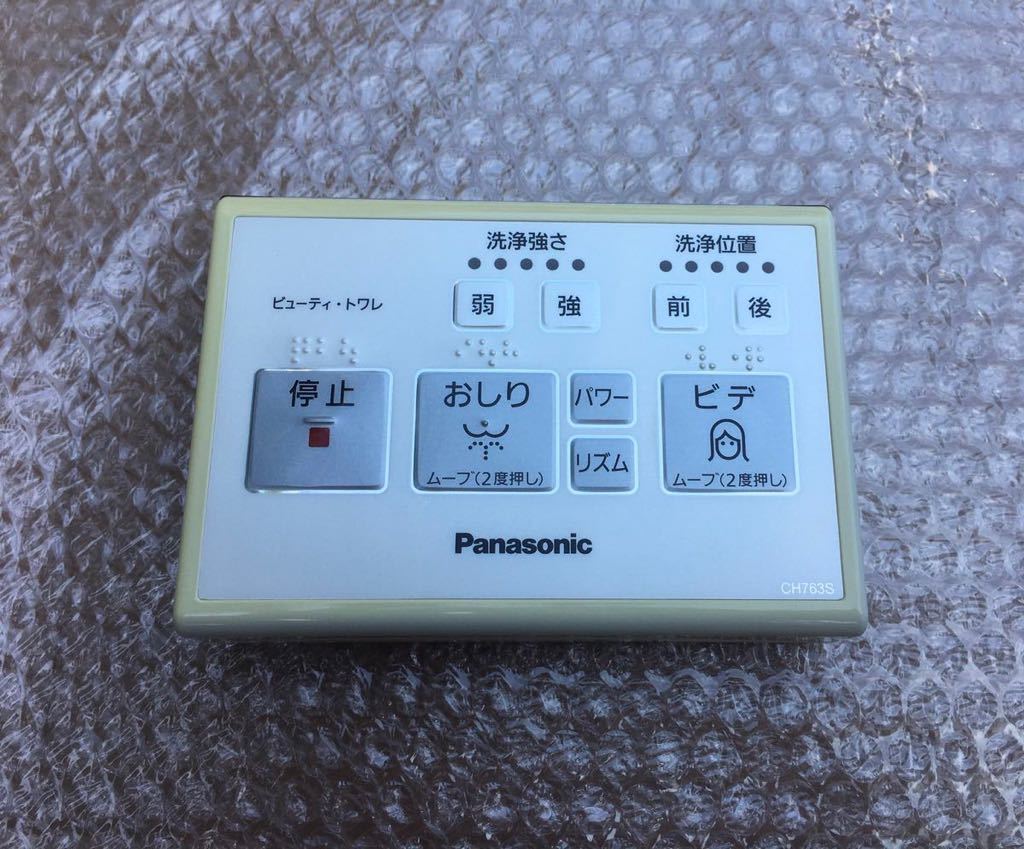 洗浄強さ
洗浄位置
ビューティ・トワレ
弱
強
前
後
停止
おしり
ムーブ(2度押し)
パワー
リズム
ビデ
ムーブ(2度押し)
Panasonic
CH763S